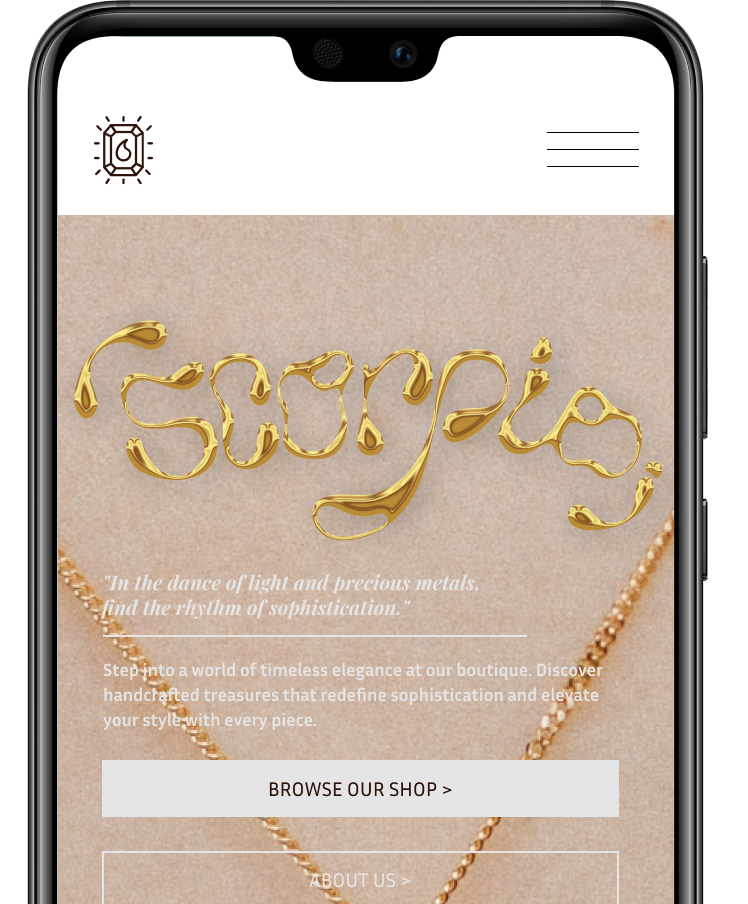 Scorpio
"In the dance of light and precious metals,
find the rhythm of sophistication."
Step into a world of timeless elegance at our boutique. Discover
handcrafted treasures that redefine sophistication and elevate
your style with every piece.
BROWSE OUR SHOP >
ABOUT US >